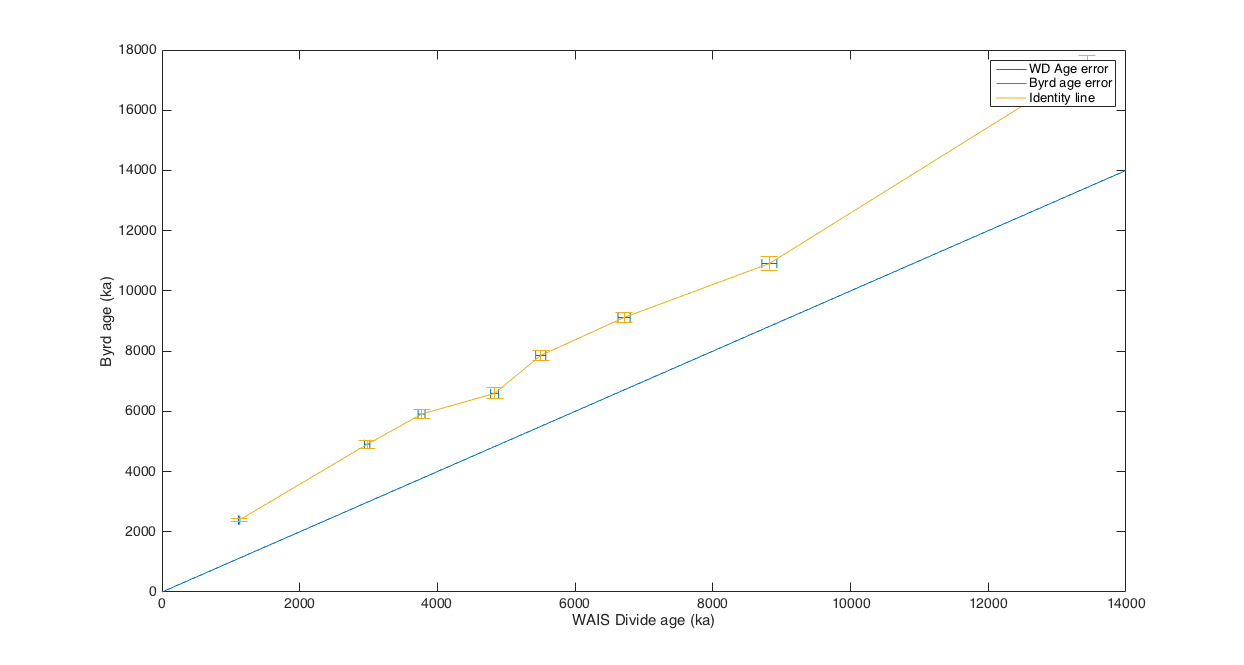 18000
16000
14000
12000
10000
8000
6000
4000
2000
0
Byrd age (ka)
WD Age error
Byrd age error
Identity line
0 2000 4000 6000 8000 10000 12000 14000
WAIS Divide age (ka)